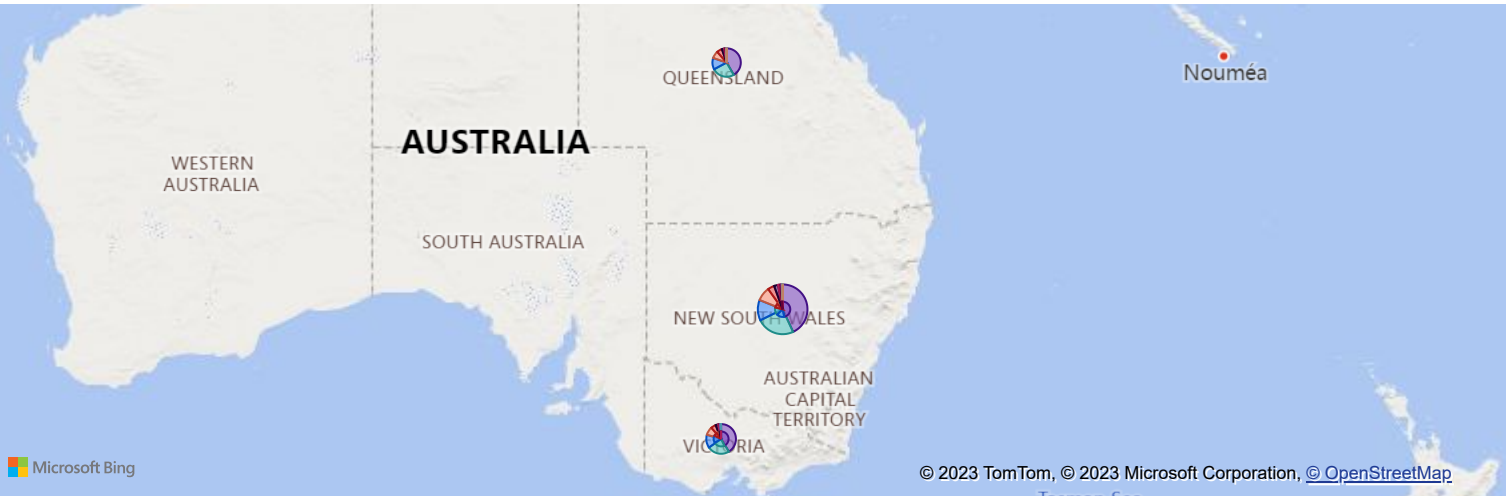 Nouméa
QUEENSLAND
AUSTRALIA
WESTERN
AUSTRALIA
SOUTH AUSTRALIA
NEW SOUTH WALES
AUSTRALIAN
CAPITAL
TERRITORY
VICTORIA
Microsoft Bing
© 2023 TomTom, © 2023 Microsoft Corporation, © OpenStreetMap